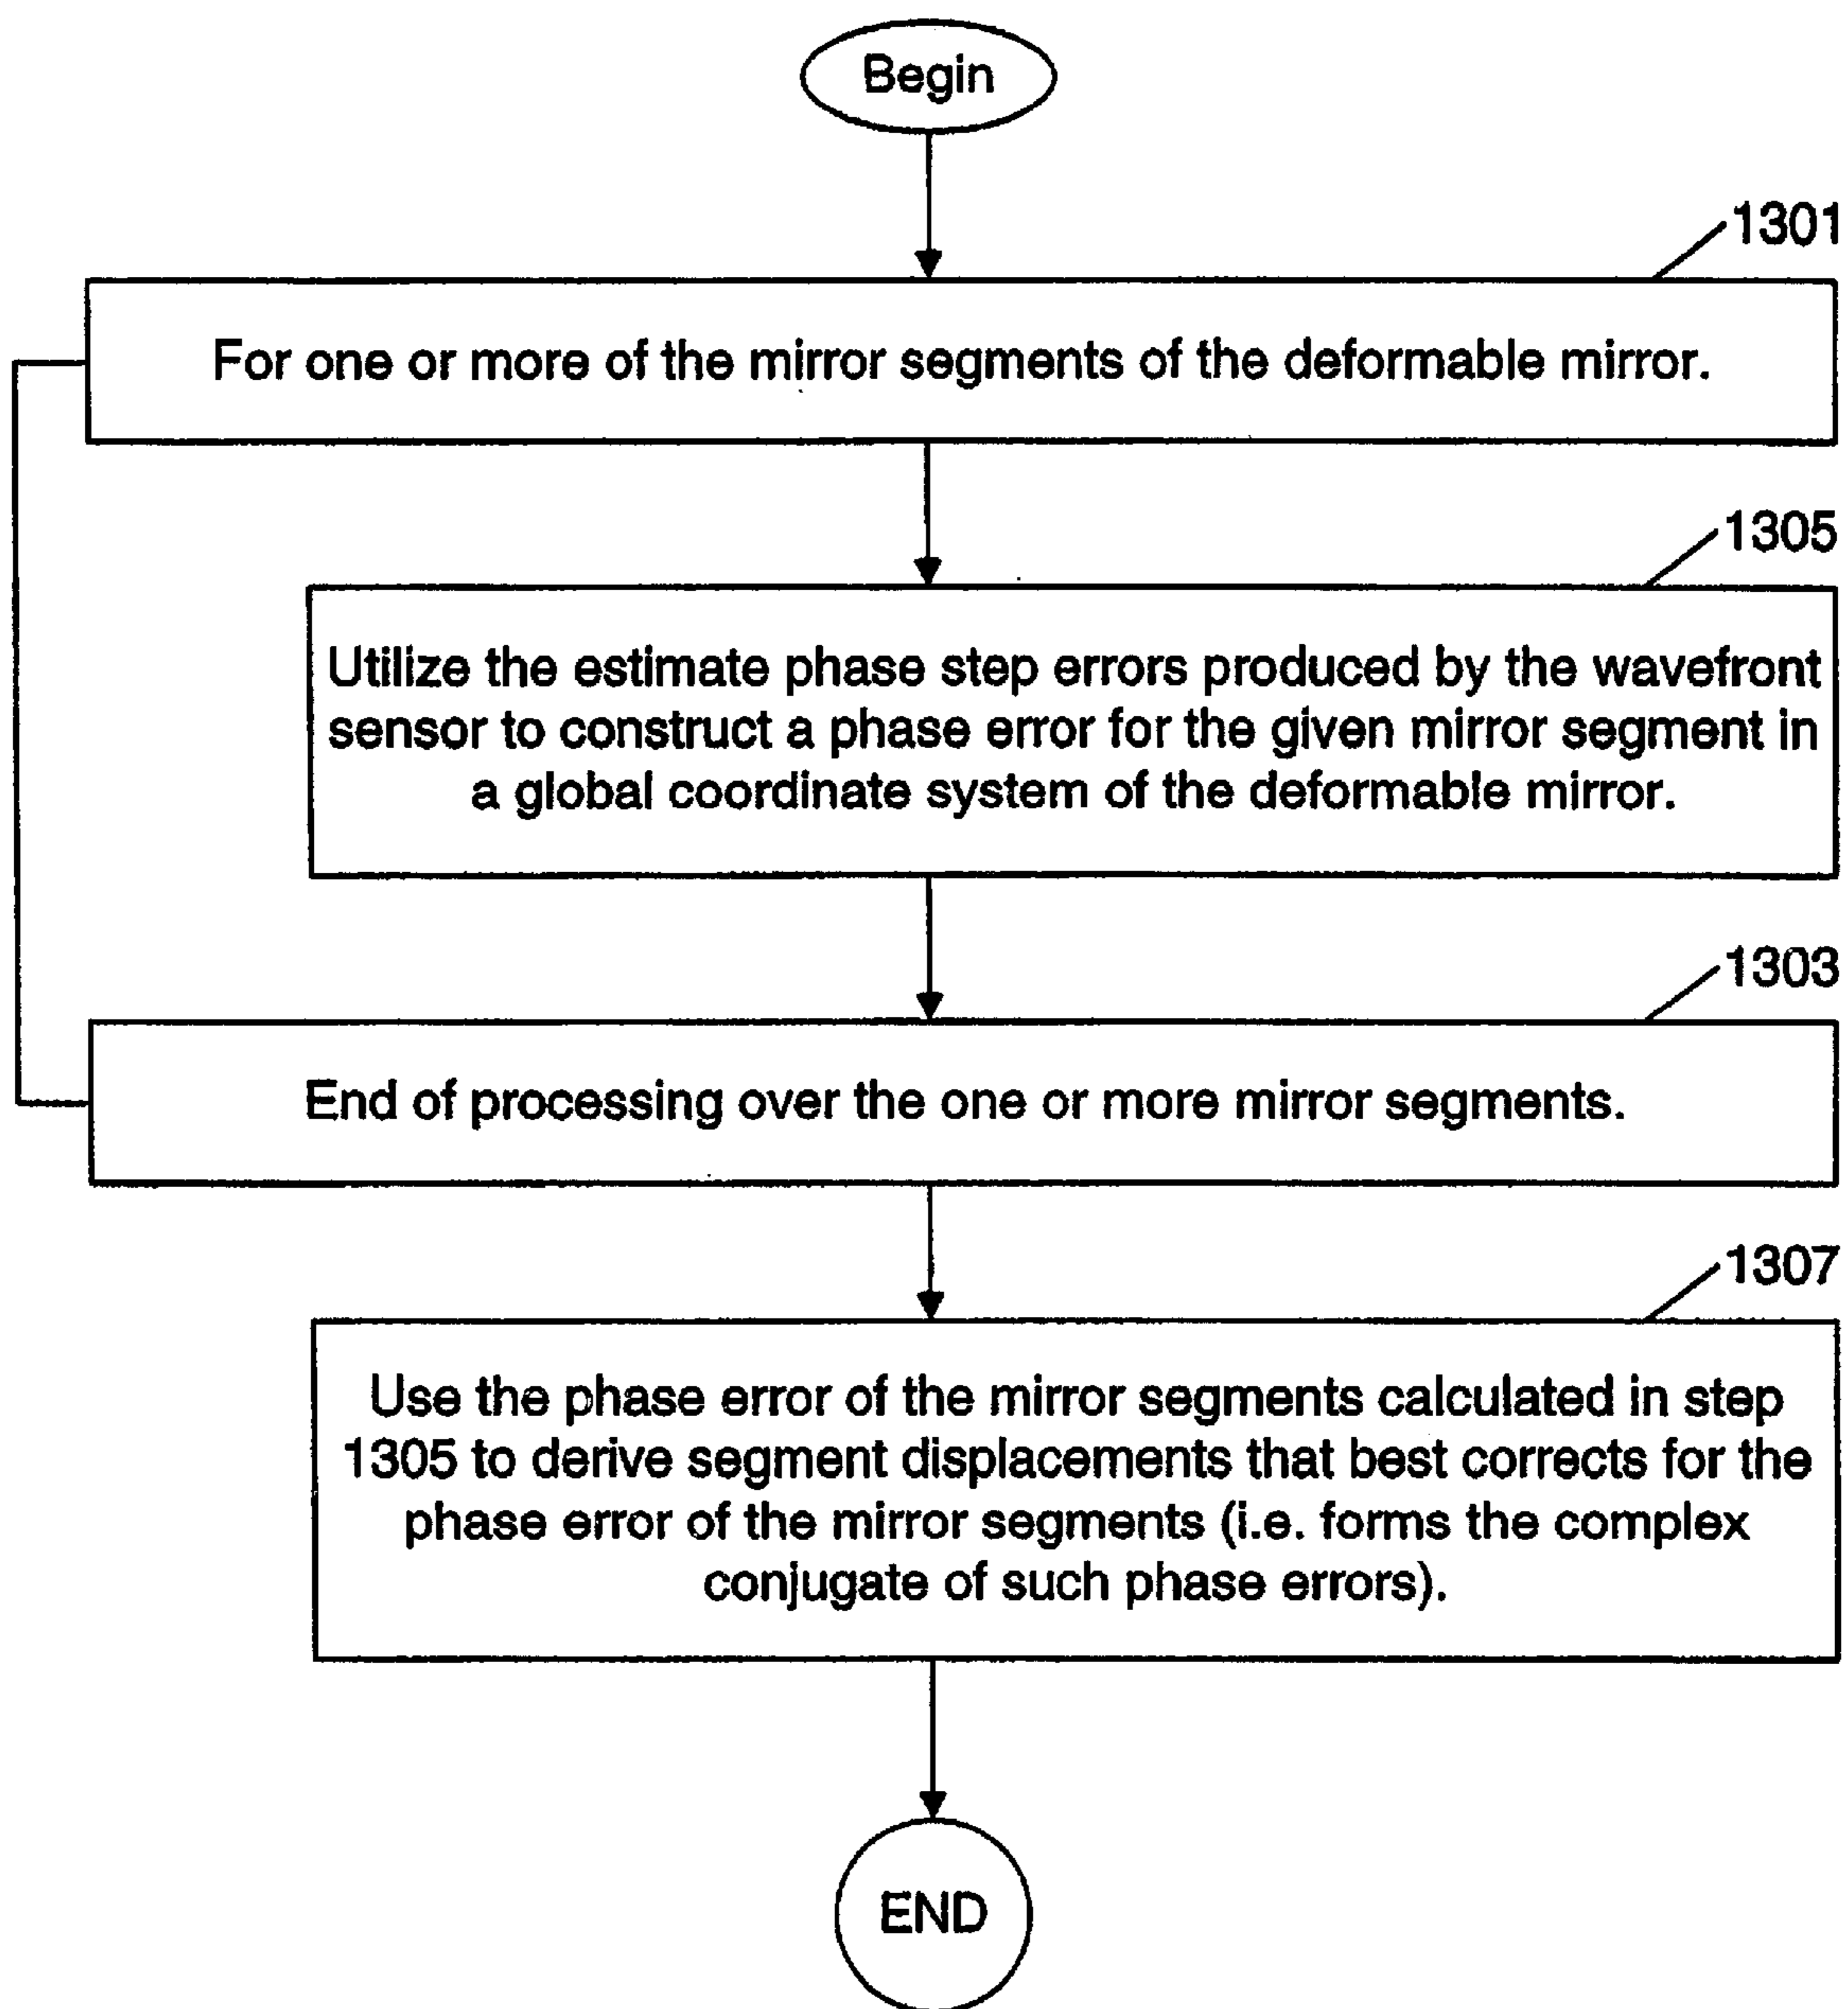 Begin
1301
For one or more of the mirror segments of the deformable mirror.
1305
Utilize the estimate phase step errors produced by the wavefront
sensor to construct a phase error for the given mirror segment in
a global coordinate system of the deformable mirror.
1303
End of processing over the one or more mirror segments.
1307
Use the phase error of the mirror segments calculated in step
1305 to derive segment displacements that best corrects for the
phase error of the mirror segments (i.e. forms the complex
conjugate of such phase errors).
END